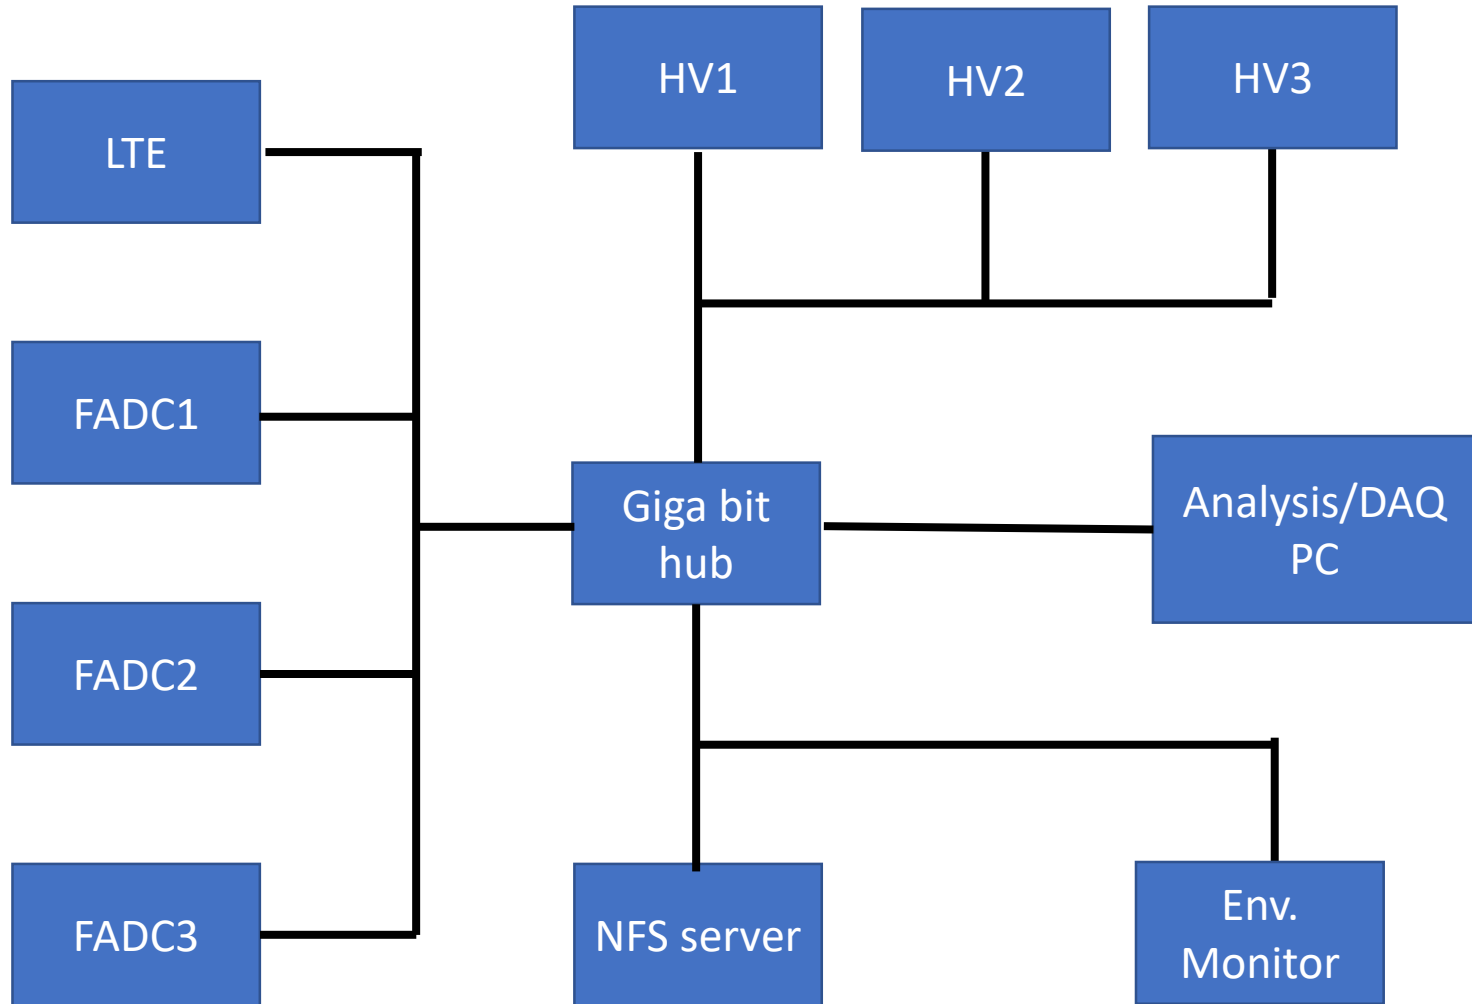 HV1
HV2
HV3
LTE
FADC1
Giga bit
hub
Analysis/DAQ
PC
FADC2
FADC3
NFS server
Env.
Monitor